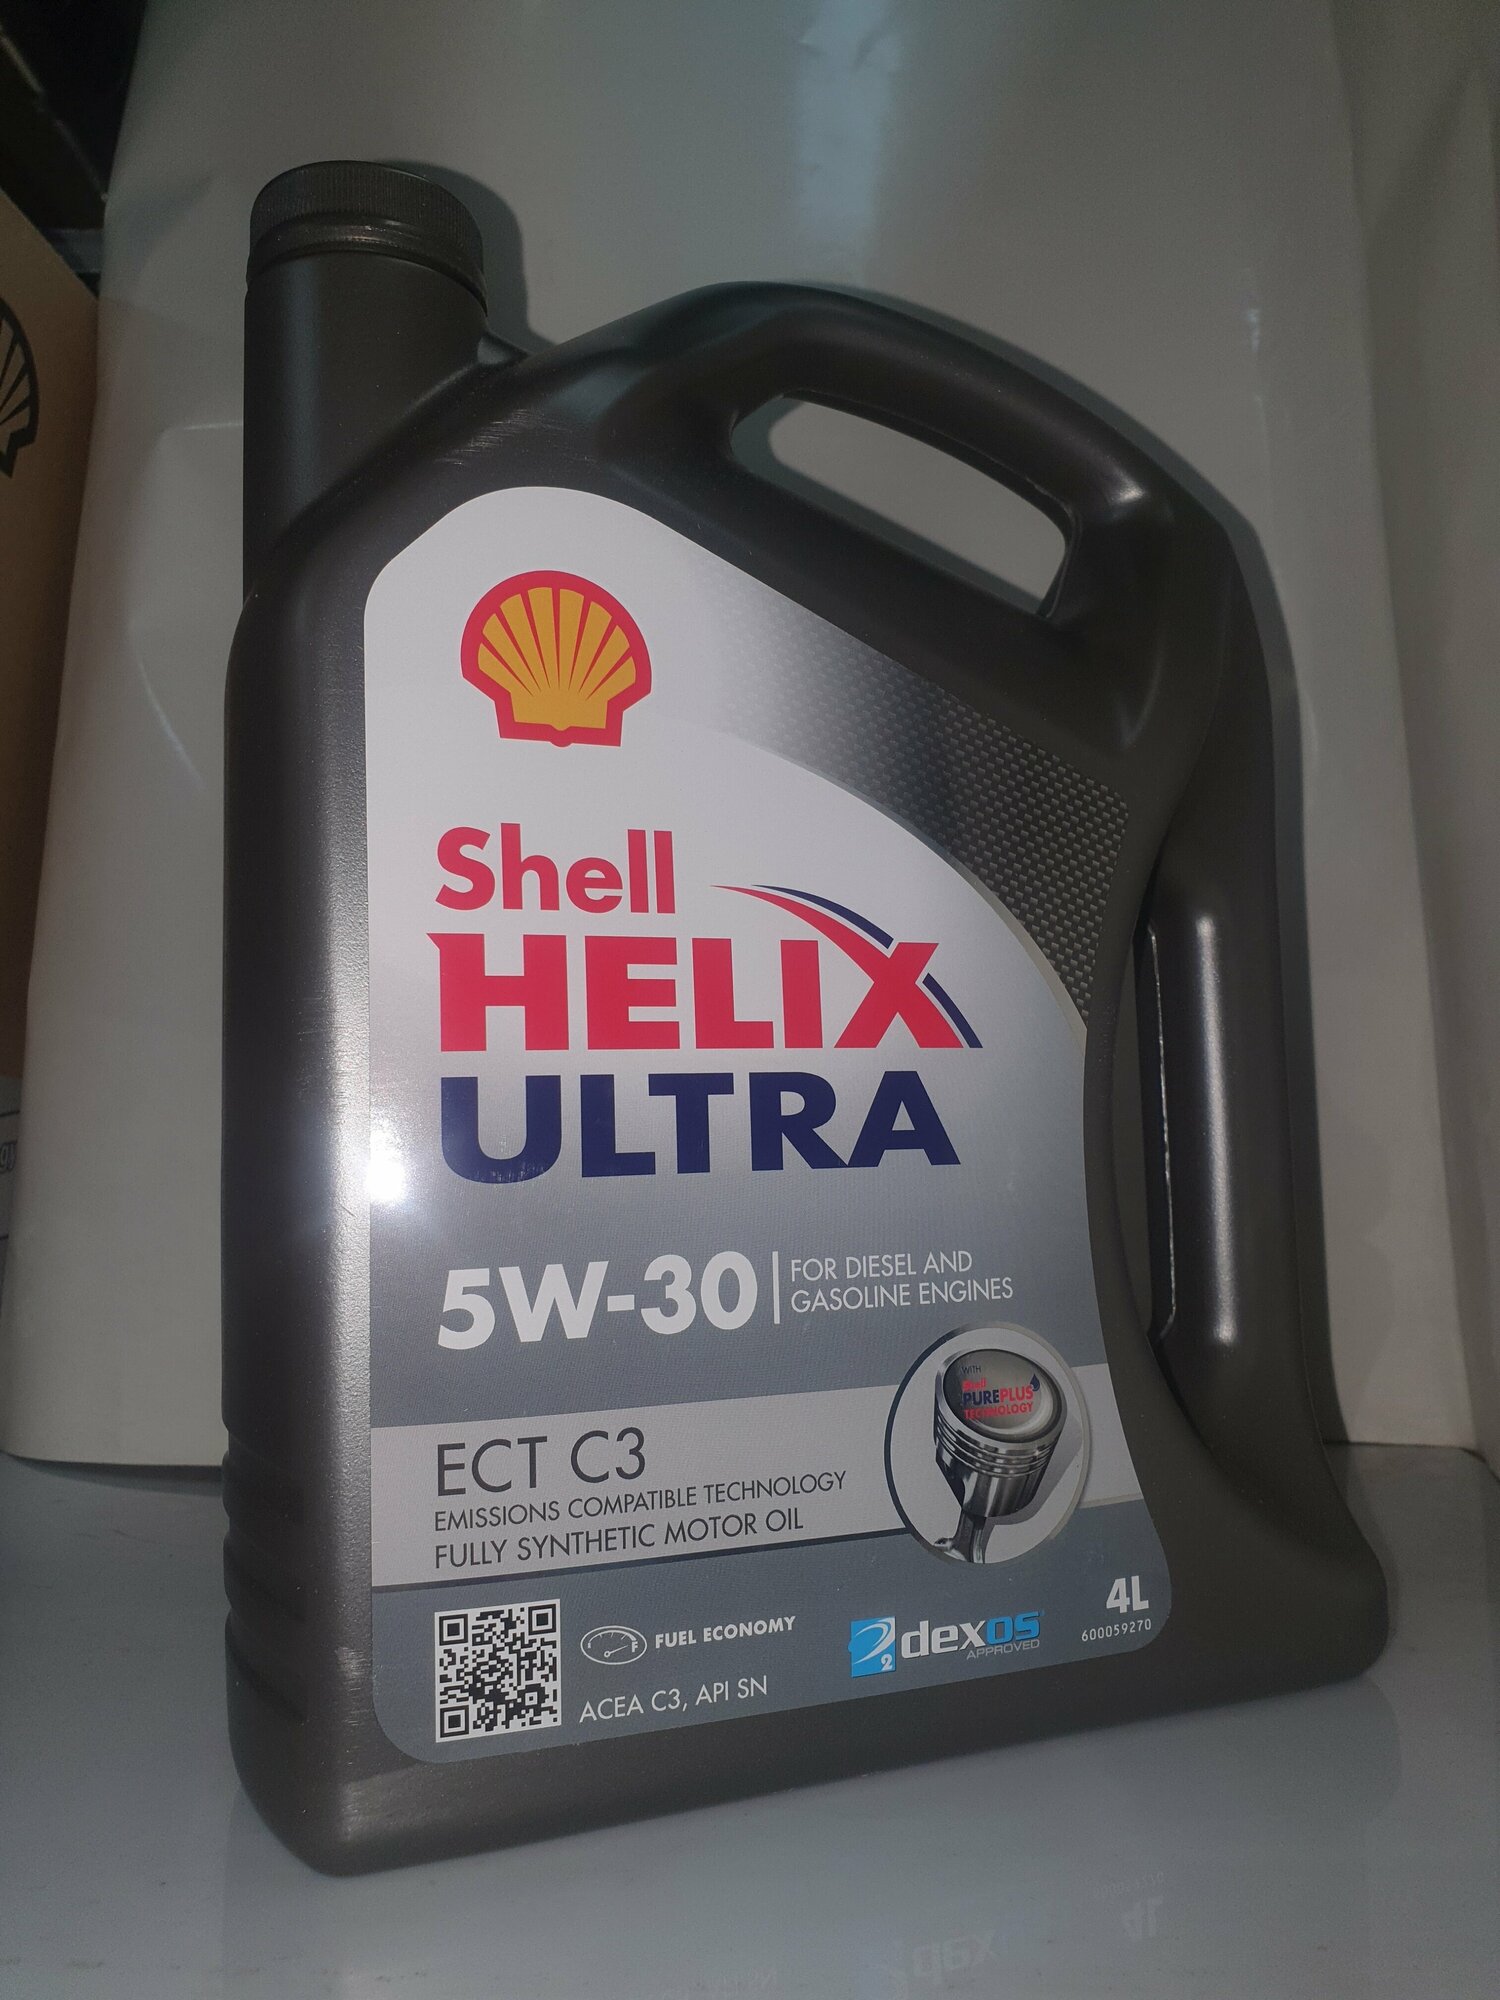 Shell
HELIX
ULTRA
5W-30
FOR DIESEL AND
GASOLINE ENGINES
WITH
Shell
PUREPLUS
TECHNOLOGY
ECT C3
EMISSIONS COMPATIBLE TECHNOLOGY
FULLY SYNTHETIC MOTOR OIL
FUEL ECONOMY
ACEA C3, API SN
2
dexos
APPROVED
4L
600059270